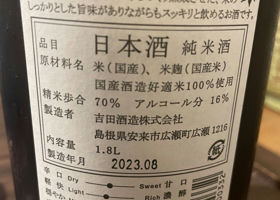 しっかりとした旨味がありながらもスッキリと飲めるお酒です。
品目 日本酒 純米酒
原材料名 米(国産)、米麹(国産米)
国産酒造好適米100%使用
精米歩合 70% アルコール分 16%
製造者 吉田酒造株式会社
島根県安来市広瀬町広瀬1216
内容量 1.8L
製造年月 2023.08
辛口 Dry Sweet 甘口
軽快 Light Rich 濃醇